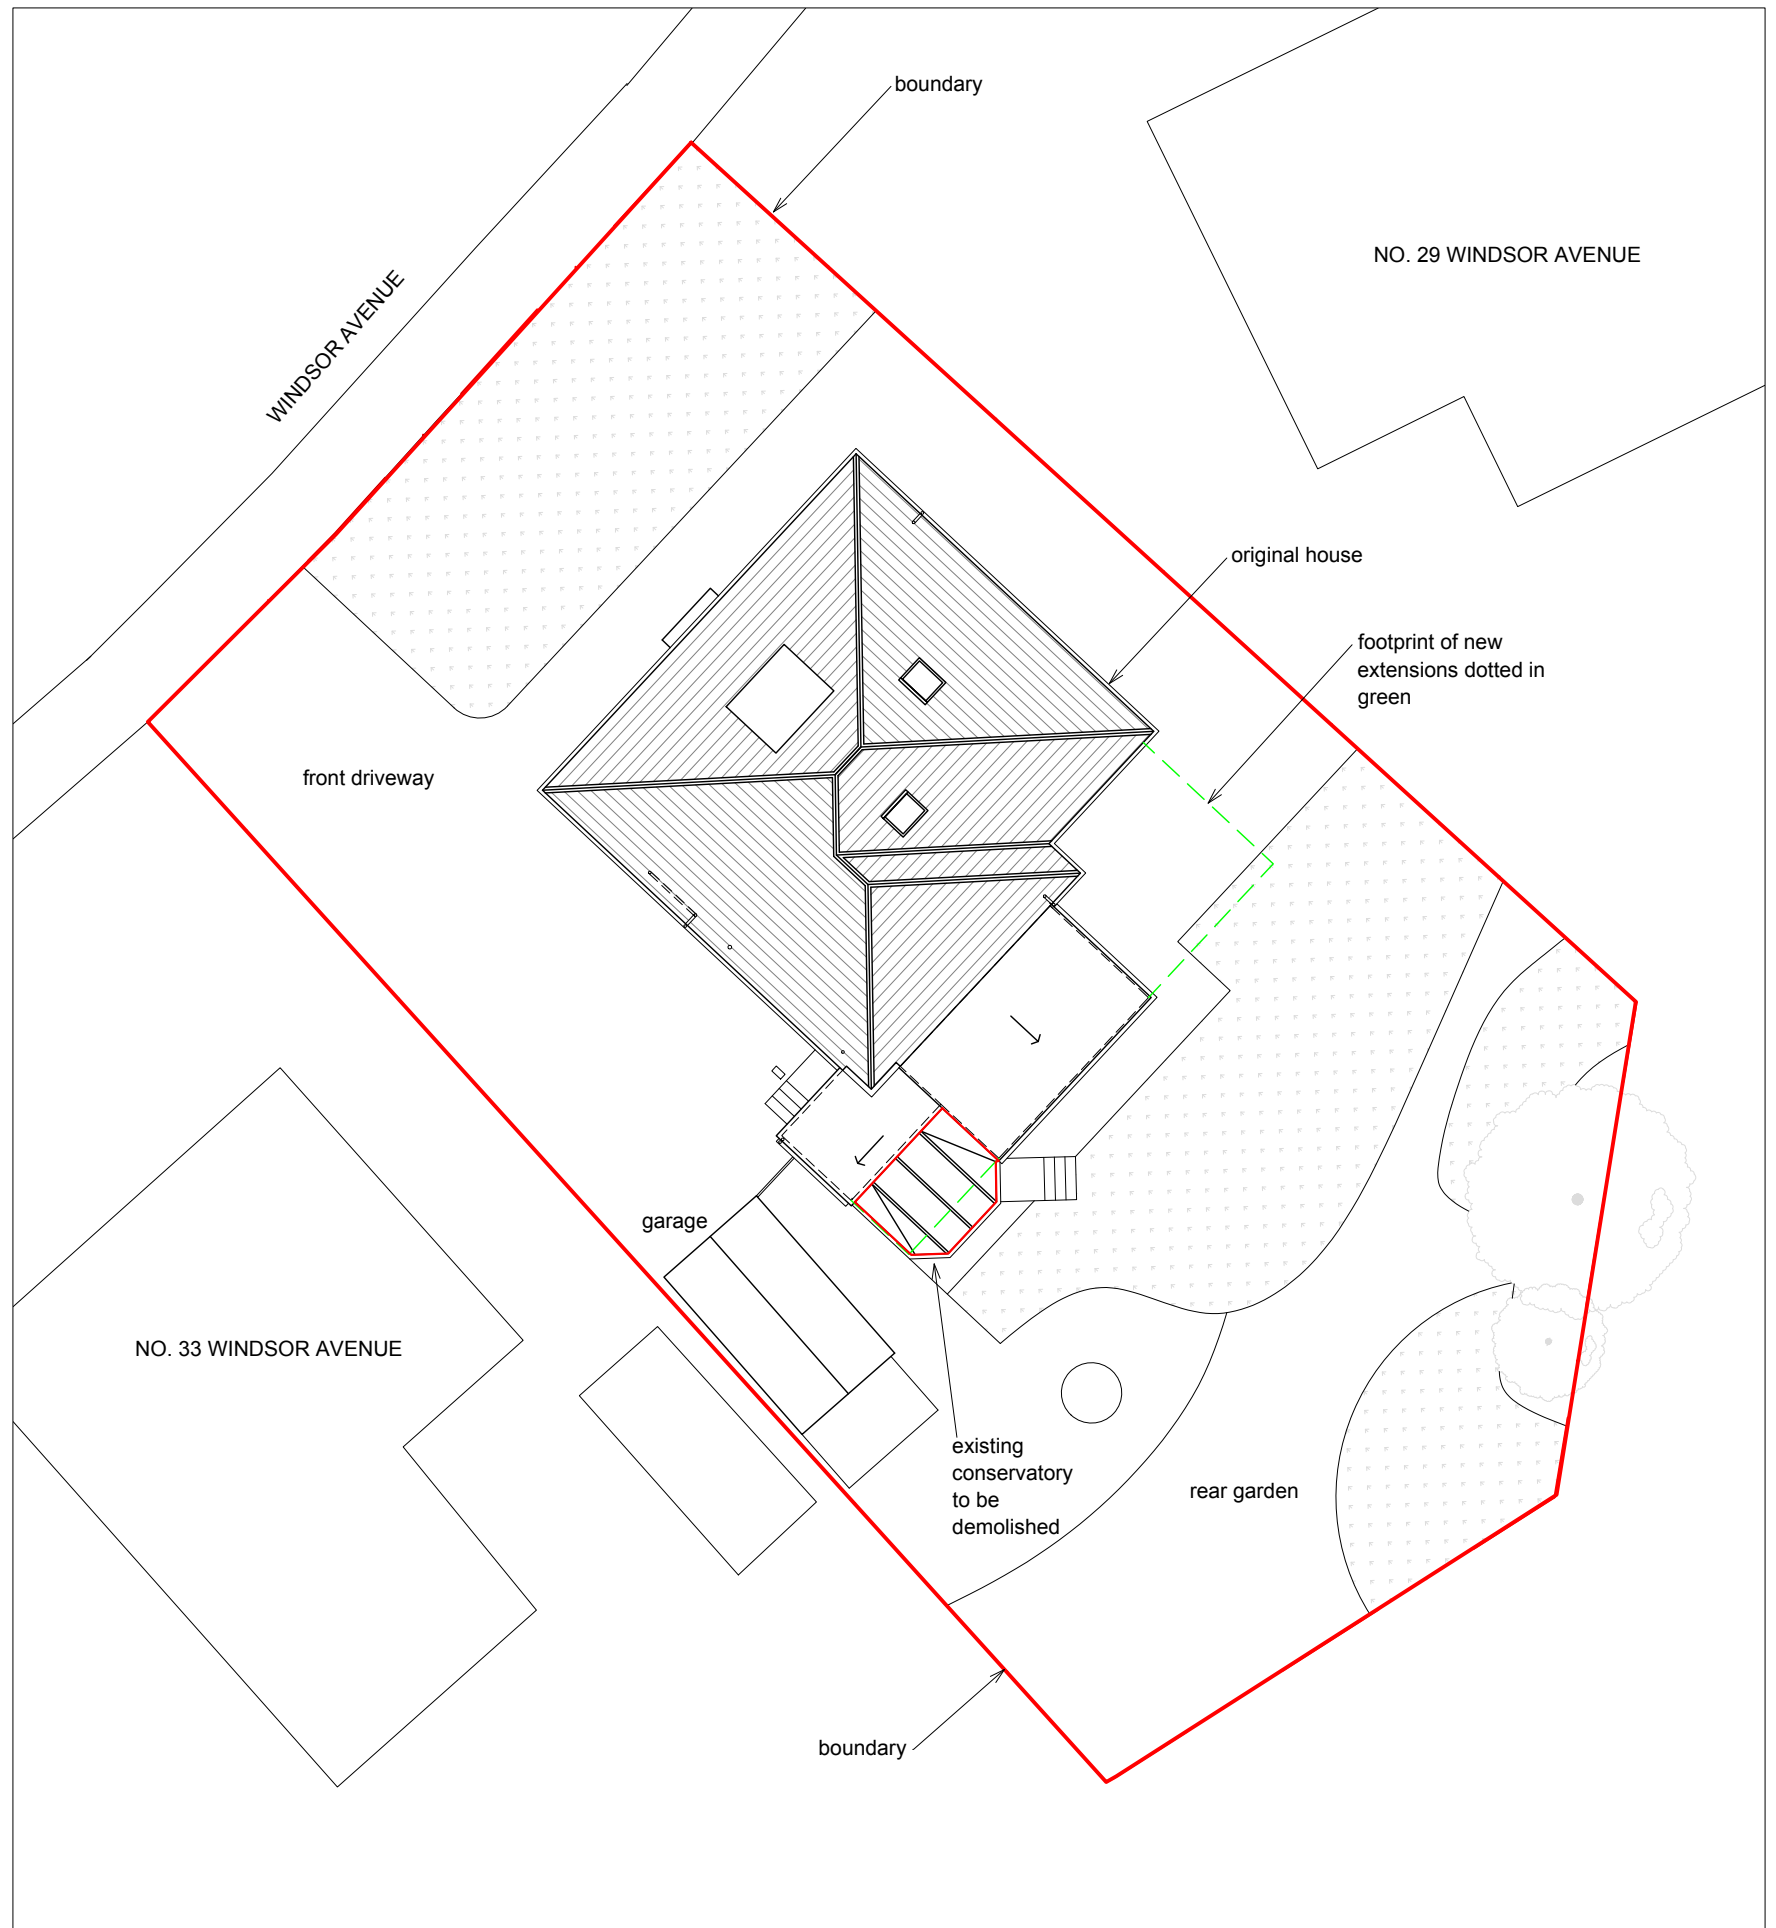 boundary
NO. 29 WINDSOR AVENUE
WINDSOR AVENUE
original house
footprint of new
extensions dotted in
green
front driveway
garage
NO. 33 WINDSOR AVENUE
existing
conservatory
to be
demolished
rear garden
boundary